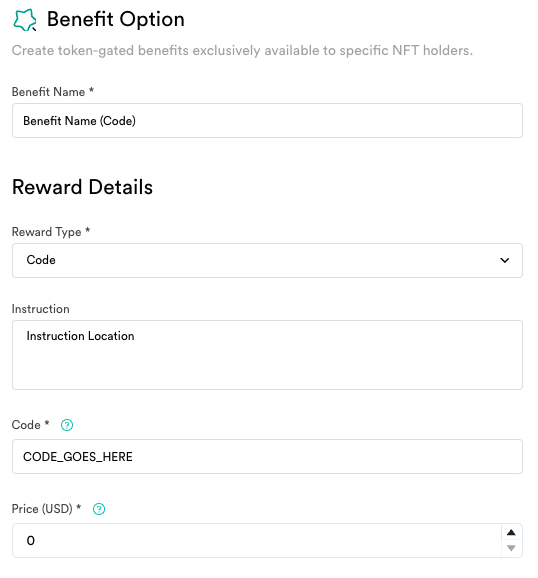 Benefit Option
Create token-gated benefits exclusively available to specific NFT holders.
Benefit Name *
Benefit Name (Code)
Reward Details
Reward Type *
Code
Instruction
Instruction Location
Code * ?
CODE_GOES_HERE
Price (USD) * ?
0